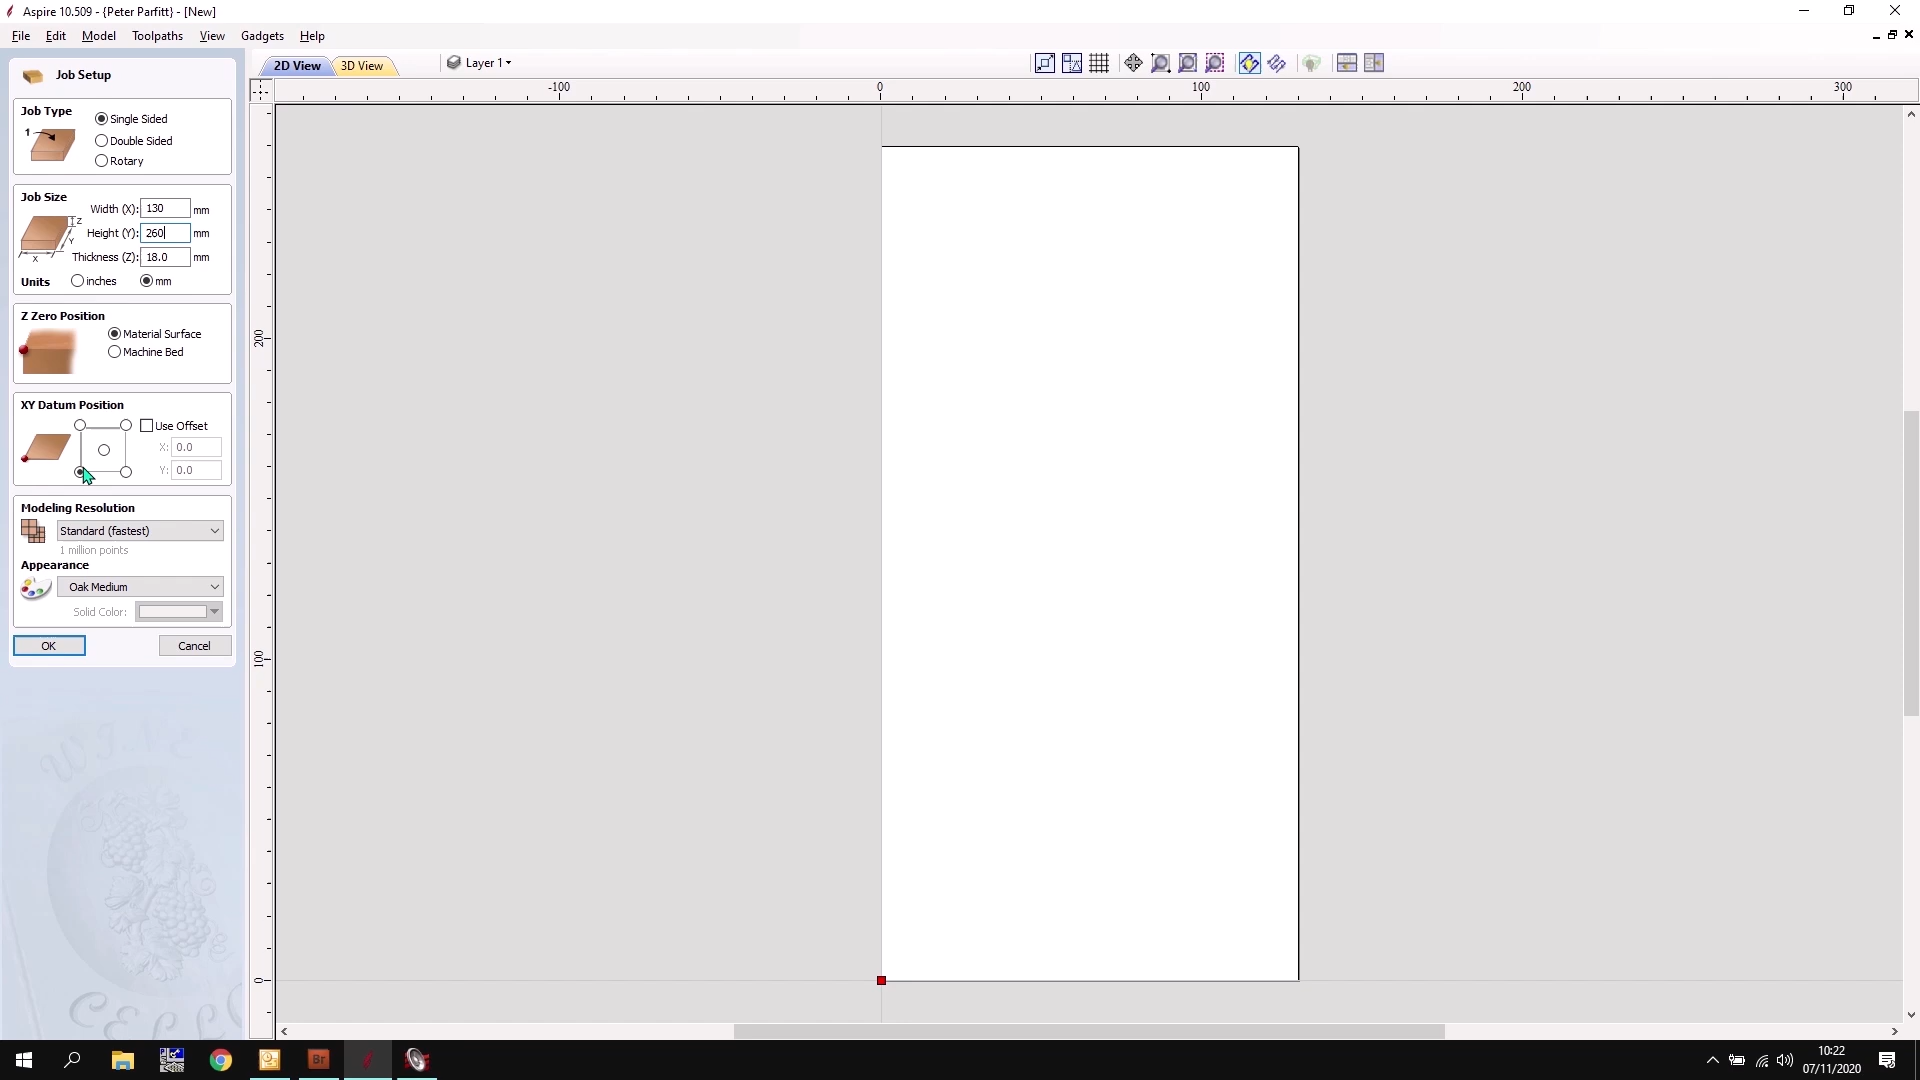 Aspire 10.509 - {Peter Parfitt} - [New]
File Edit Model Toolpaths View Gadgets Help
2D View 3D View Layer 1
Job Setup
-100 0 100 200 300
Job Type
1
Single Sided
Double Sided
Rotary
Job Size
Width (X): 130 mm
Z
Height (Y): 260 mm
Y
X
Thickness (Z): 18.0 mm
Units inches mm
Z Zero Position
Material Surface
Machine Bed
200
XY Datum Position
Use Offset
X: 0.0
Y: 0.0
Modeling Resolution
Standard (fastest)
1 million points
Appearance
Oak Medium
Solid Color:
OK Cancel
100
0
CELL
Br
10:22
07/11/2020